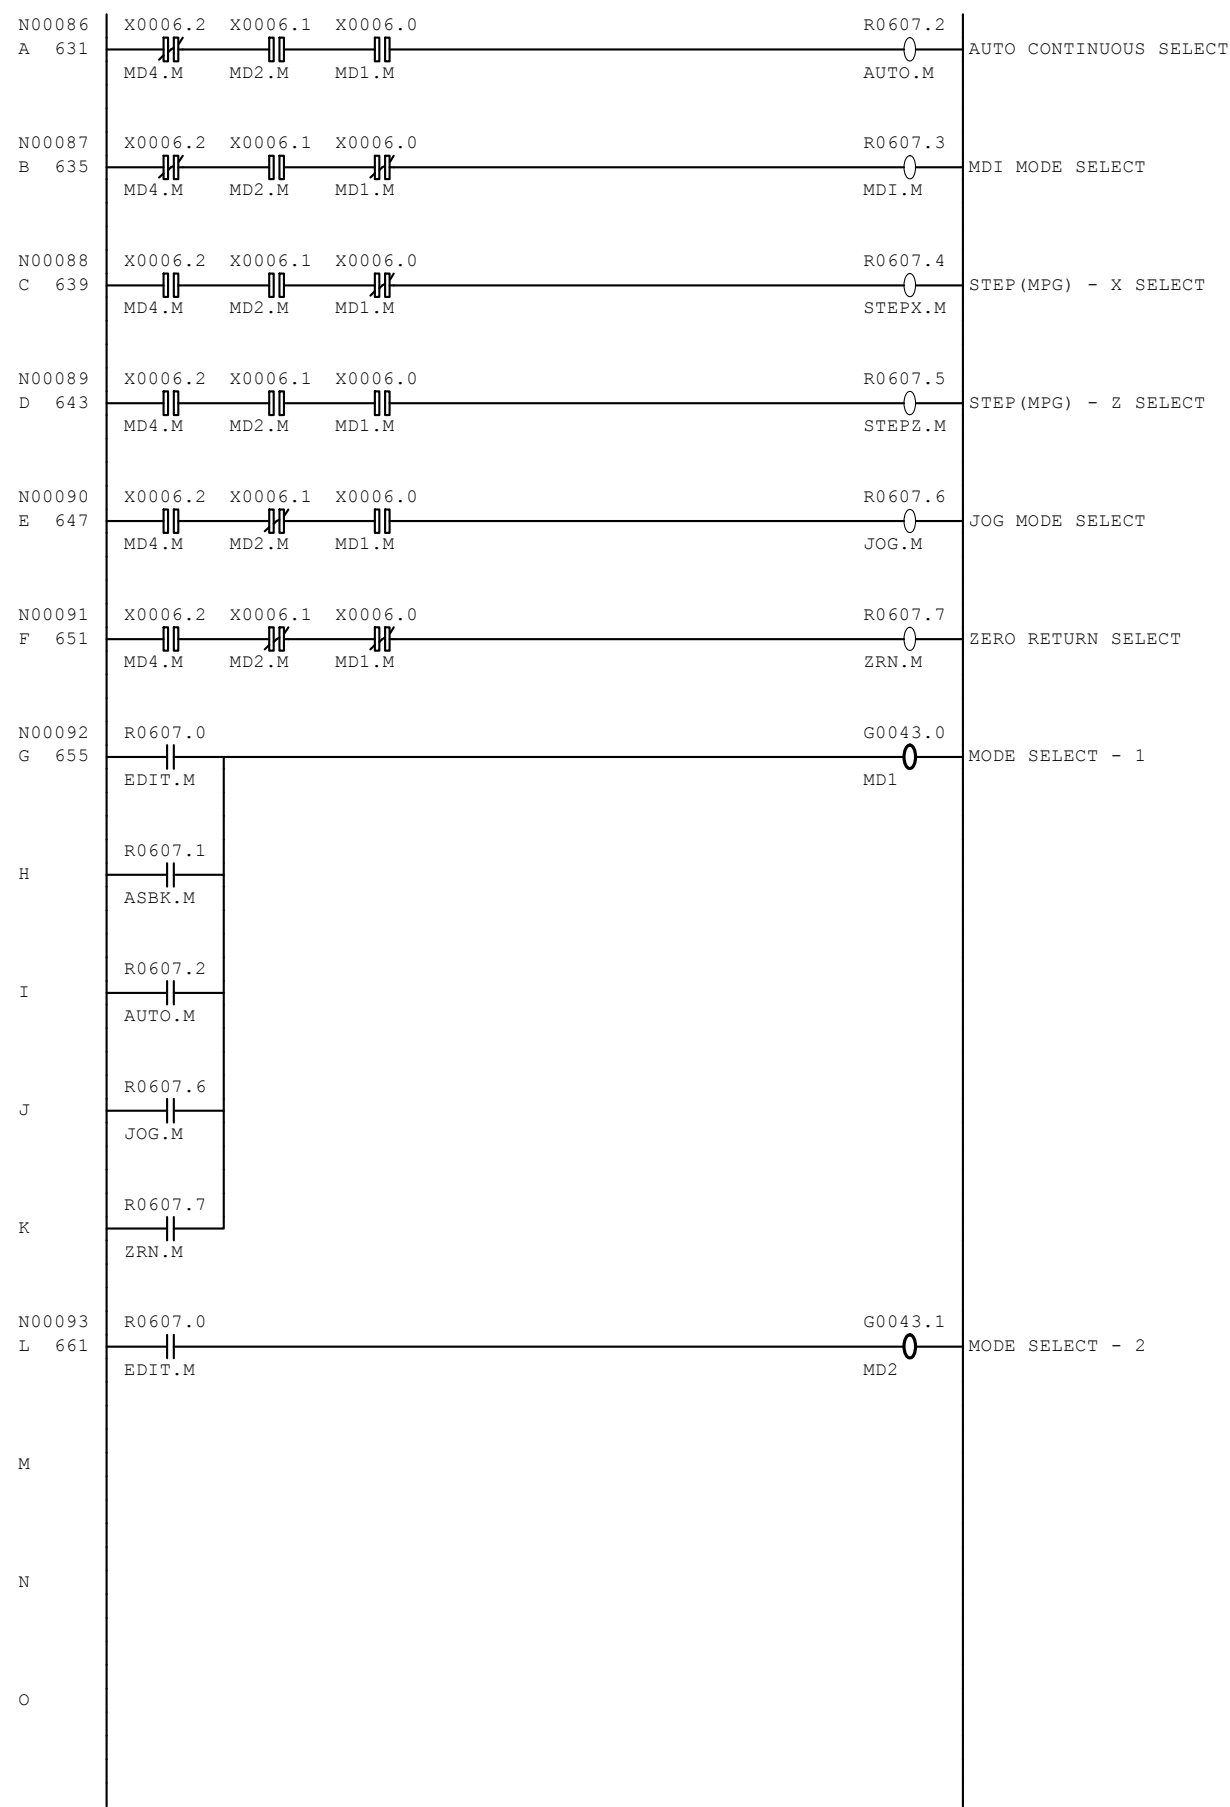 N00086 X0006.2 X0006.1 X0006.0 R0607.2
A 631 AUTO CONTINUOUS SELECT
MD4.M MD2.M MD1.M AUTO.M
N00087 X0006.2 X0006.1 X0006.0 R0607.3
B 635 MDI MODE SELECT
MD4.M MD2.M MD1.M MDI.M
N00088 X0006.2 X0006.1 X0006.0 R0607.4
C 639 STEP(MPG) - X SELECT
MD4.M MD2.M MD1.M STEPX.M
N00089 X0006.2 X0006.1 X0006.0 R0607.5
D 643 STEP(MPG) - Z SELECT
MD4.M MD2.M MD1.M STEPZ.M
N00090 X0006.2 X0006.1 X0006.0 R0607.6
E 647 JOG MODE SELECT
MD4.M MD2.M MD1.M JOG.M
N00091 X0006.2 X0006.1 X0006.0 R0607.7
F 651 ZERO RETURN SELECT
MD4.M MD2.M MD1.M ZRN.M
N00092 R0607.0 G0043.0
G 655 MODE SELECT - 1
EDIT.M MD1
R0607.1
H
ASBK.M
R0607.2
I
AUTO.M
R0607.6
J
JOG.M
R0607.7
K
ZRN.M
N00093 R0607.0 G0043.1
L 661 MODE SELECT - 2
EDIT.M MD2
M
N
O